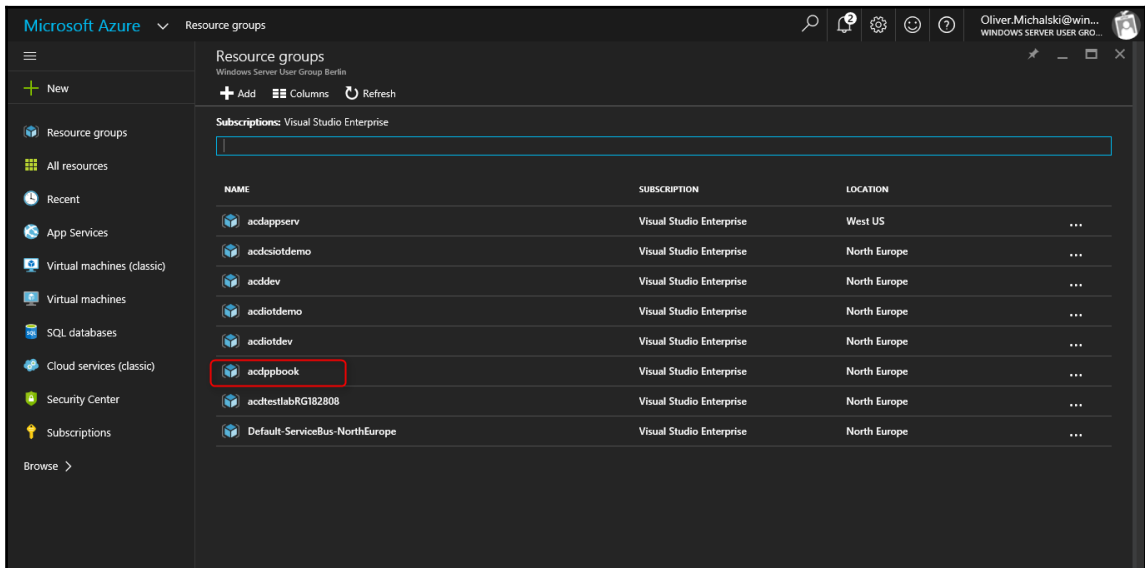 Microsoft Azure Resource groups 2 Oliver.Michalski@win...
WINDOWS SERVER USER GRO...
Resource groups
Windows Server User Group Berlin
New
Add Columns Refresh
Subscriptions: Visual Studio Enterprise
Resource groups
All resources
Recent
App Services
Virtual machines (classic)
Virtual machines
SQL databases
Cloud services (classic)
Security Center
Subscriptions
Browse >
NAME SUBSCRIPTION LOCATION
acdappserv Visual Studio Enterprise West US ...
acdcsiotdemo Visual Studio Enterprise North Europe ...
acddev Visual Studio Enterprise North Europe ...
acdiotdemo Visual Studio Enterprise North Europe ...
acdiotdev Visual Studio Enterprise North Europe ...
acdppbook Visual Studio Enterprise North Europe ...
acdtestlabRG182808 Visual Studio Enterprise North Europe ...
Default-ServiceBus-NorthEurope Visual Studio Enterprise North Europe ...